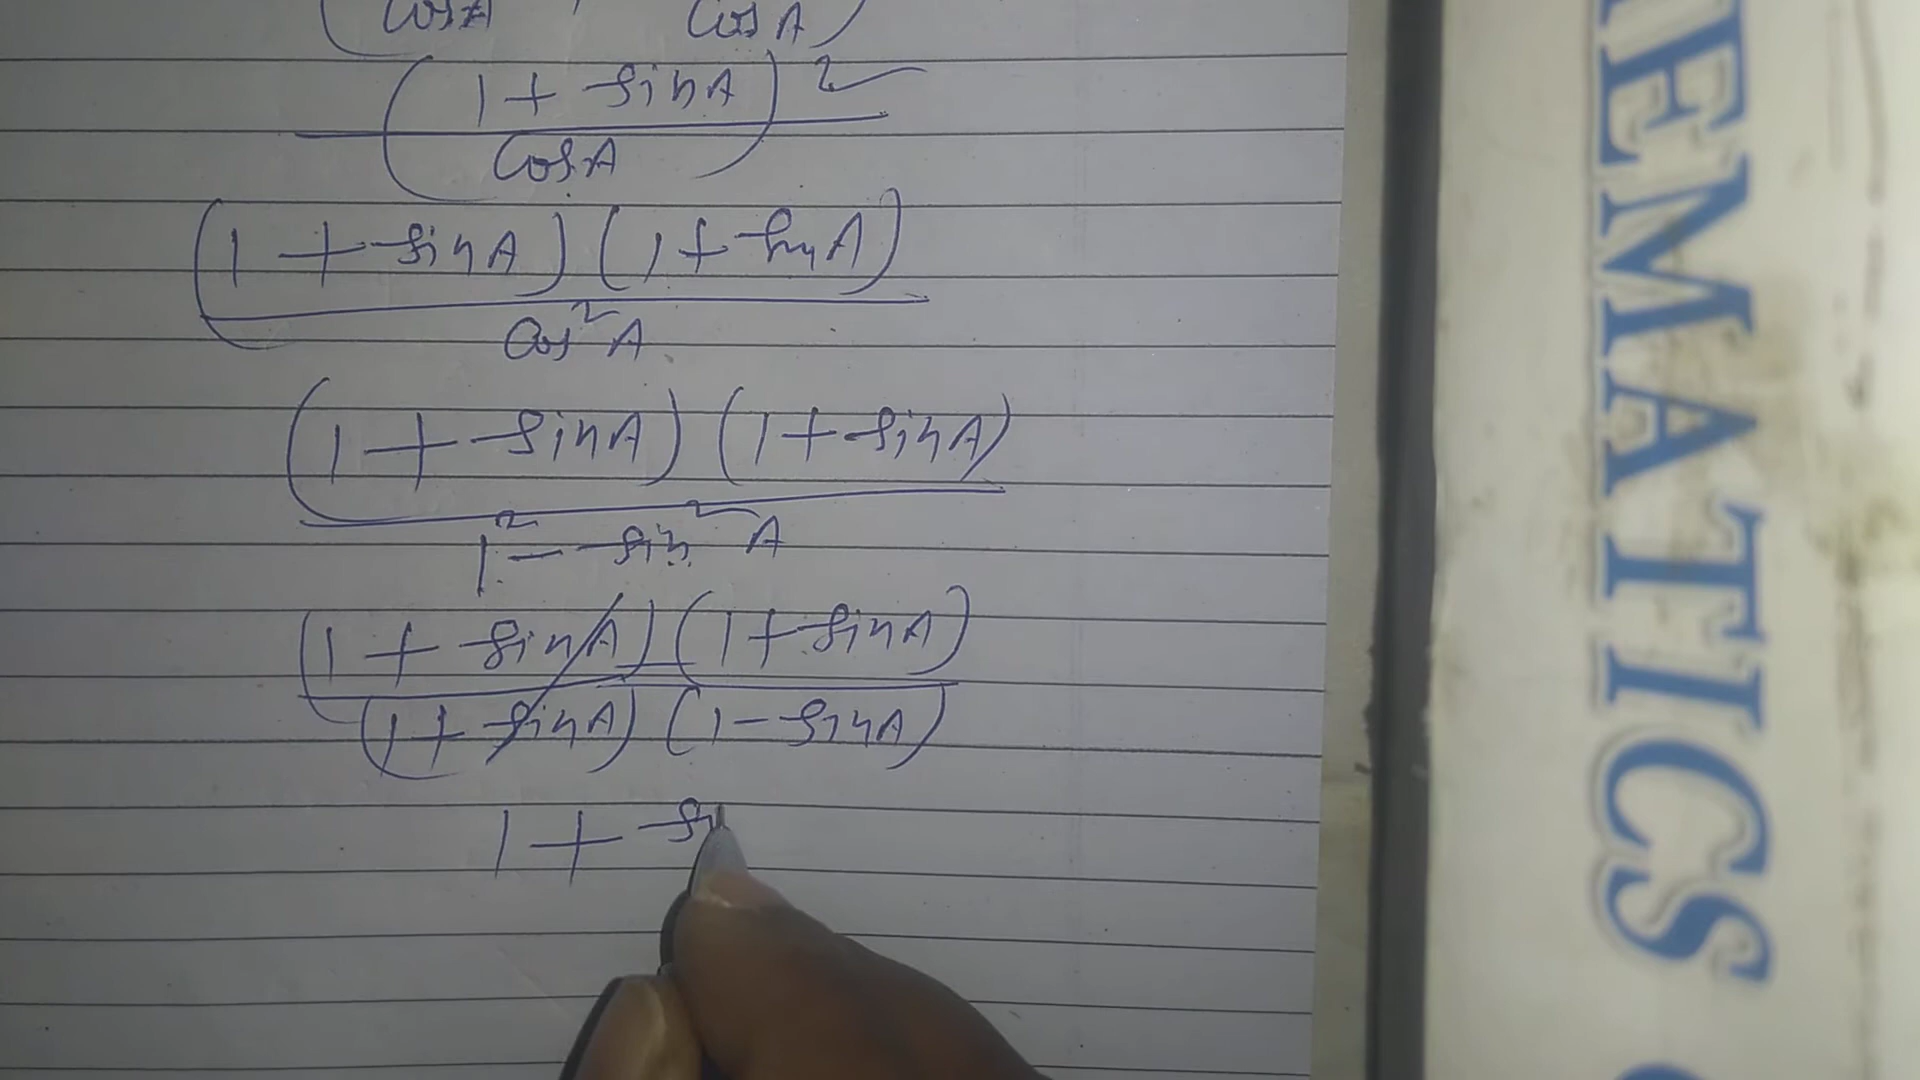 cosA cosA
(1 + sinA)²
cosA
(1 + sinA) (1 + sinA)
cos²A
(1 + sinA) (1 + sinA)
1² - sin²A
(1 + sinA) (1 + sinA)
(1 + sinA) (1 - sinA)
1 + si
EMATICS